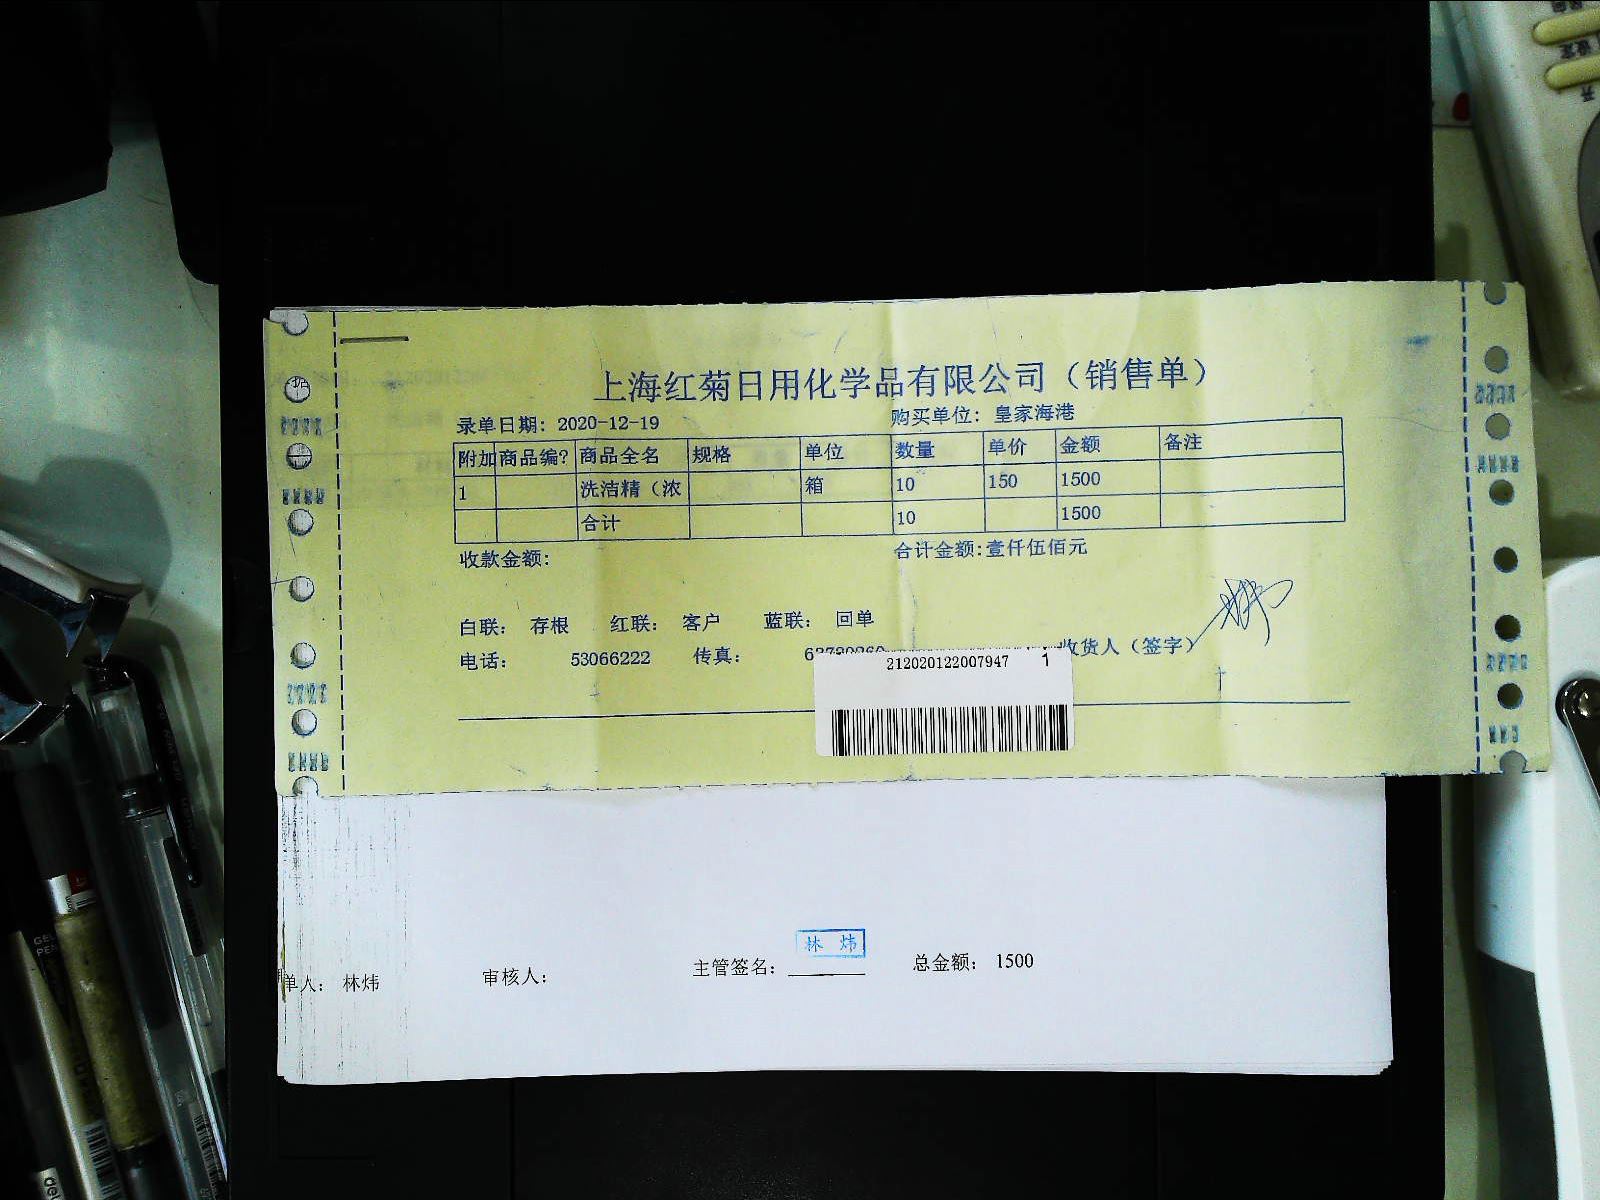 上海红菊日用化学品有限公司（销售单）
录单日期: 2020-12-19 购买单位: 皇家海港
附加 商品编? 商品全名 规格 单位 数量 单价 金额 备注
1 洗洁精（浓 箱 10 150 1500
合计 10 1500
收款金额: 合计金额:壹仟伍佰元
白联: 存根 红联: 客户 蓝联: 回单
电话: 53066222 传真: 收货人（签字）
212020122007947 1
林 炜
单人: 林炜 审核人: 主管签名: 总金额: 1500
GEL
PEN
deli
开